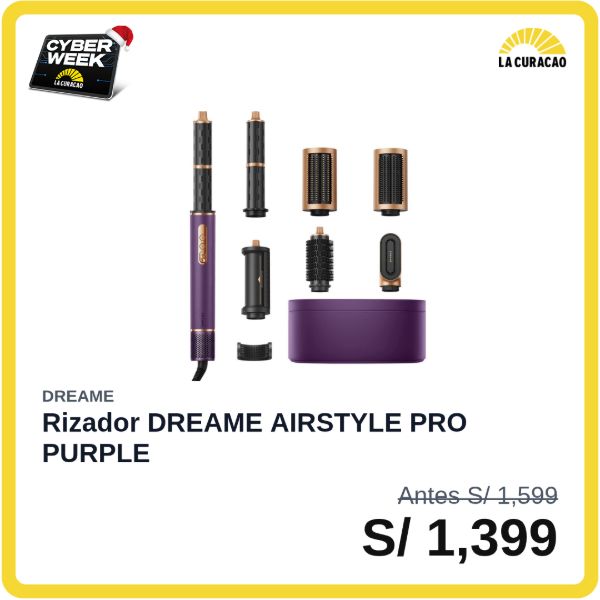 CYBER
WEEK
LA CURACAO
LA CURACAO
DREAME
Rizador DREAME AIRSTYLE PRO
PURPLE
Antes S/ 1,599
S/ 1,399